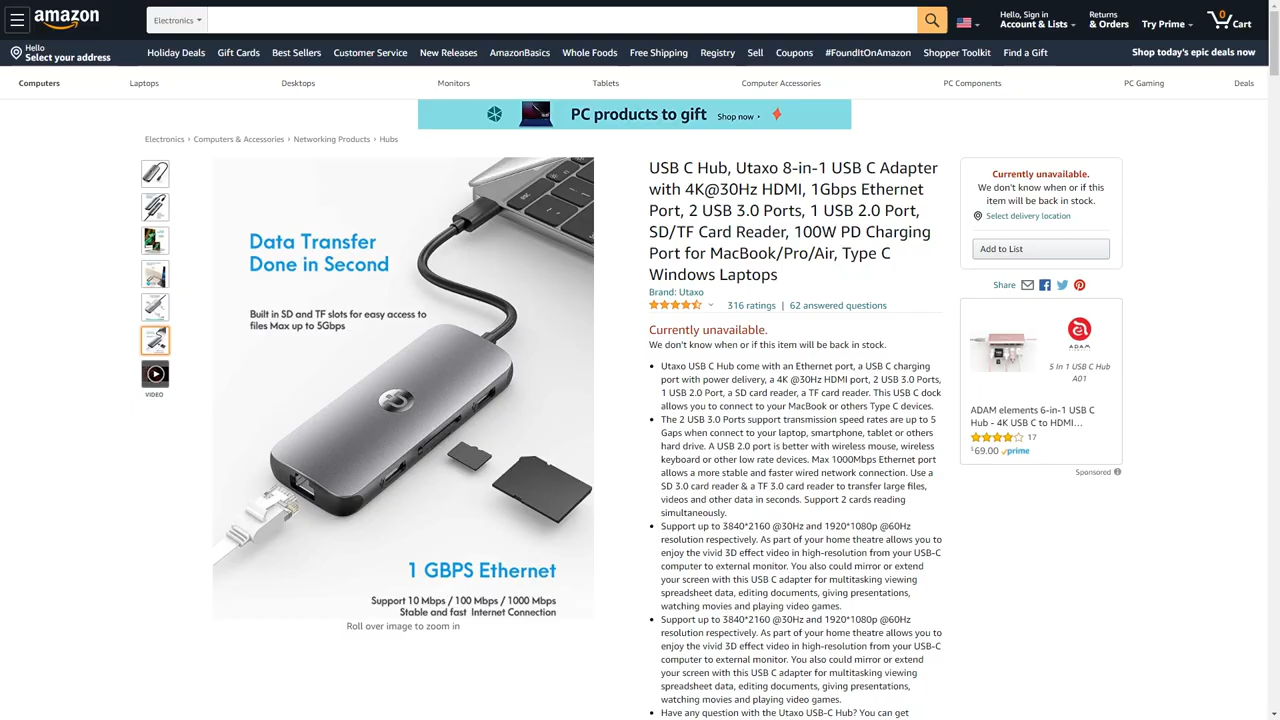 amazon
Electronics
Hello, Sign in
Account & Lists
Returns
& Orders
Try Prime
0
Cart
Hello
Select your address
Holiday Deals
Gift Cards
Best Sellers
Customer Service
New Releases
AmazonBasics
Whole Foods
Free Shipping
Registry
Sell
Coupons
#FoundItOnAmazon
Shopper Toolkit
Find a Gift
Shop today's epic deals now
Computers
Laptops
Desktops
Monitors
Tablets
Computer Accessories
PC Components
PC Gaming
Deals
PC products to gift Shop now ›
Electronics › Computers & Accessories › Networking Products › Hubs
VIDEO
Data Transfer
Done in Second
Built in SD and TF slots for easy access to
files Max up to 5Gbps
1 GBPS Ethernet
Support 10 Mbps / 100 Mbps / 1000 Mbps
Stable and fast Internet Connection
Roll over image to zoom in
USB C Hub, Utaxo 8-in-1 USB C Adapter
with 4K@30Hz HDMI, 1Gbps Ethernet
Port, 2 USB 3.0 Ports, 1 USB 2.0 Port,
SD/TF Card Reader, 100W PD Charging
Port for MacBook/Pro/Air, Type C
Windows Laptops
Brand: Utaxo
316 ratings | 62 answered questions
Currently unavailable.
We don't know when or if this item will be back in stock.
Utaxo USB C Hub come with an Ethernet port, a USB C charging
port with power delivery, a 4K @30Hz HDMI port, 2 USB 3.0 Ports,
1 USB 2.0 Port, a SD card reader, a TF card reader. This USB C dock
allows you to connect to your MacBook or others Type C devices.
The 2 USB 3.0 Ports support transmission speed rates are up to 5
Gaps when connect to your laptop, smartphone, tablet or others
hard drive. A USB 2.0 port is better with wireless mouse, wireless
keyboard or other low rate devices. Max 1000Mbps Ethernet port
allows a more stable and faster wired network connection. Use a
SD 3.0 card reader & a TF 3.0 card reader to transfer large files,
videos and other data in seconds. Support 2 cards reading
simultaneously.
Support up to 3840*2160 @30Hz and 1920*1080p @60Hz
resolution respectively. As part of your home theatre allows you to
enjoy the vivid 3D effect video in high-resolution from your USB-C
computer to external monitor. You also could mirror or extend
your screen with this USB C adapter for multitasking viewing
spreadsheet data, editing documents, giving presentations,
watching movies and playing video games.
Support up to 3840*2160 @30Hz and 1920*1080p @60Hz
resolution respectively. As part of your home theatre allows you to
enjoy the vivid 3D effect video in high-resolution from your USB-C
computer to external monitor. You also could mirror or extend
your screen with this USB C adapter for multitasking viewing
spreadsheet data, editing documents, giving presentations,
watching movies and playing video games.
Have any question with the Utaxo USB-C Hub? You can get
Currently unavailable.
We don't know when or if this
item will be back in stock.
Select delivery location
Add to List
Share
ADAM
5 In 1 USB C Hub
A01
ADAM elements 6-in-1 USB C
Hub - 4K USB C to HDMI...
17
$69.00 prime
Sponsored